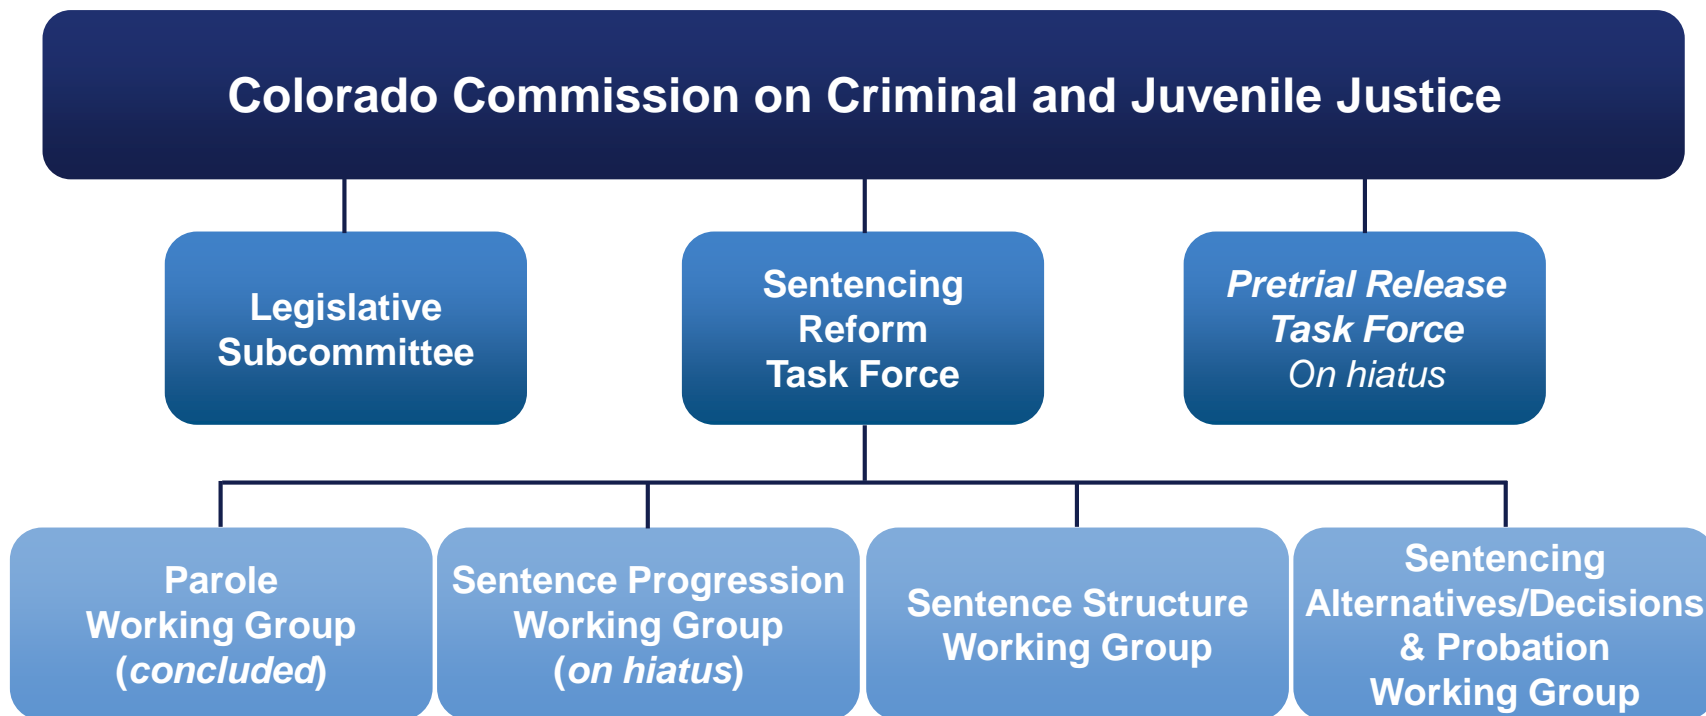 Colorado Commission on Criminal and Juvenile Justice
Legislative
Subcommittee
Sentencing
Reform
Task Force
Pretrial Release
Task Force
On hiatus
Parole
Working Group
(concluded)
Sentence Progression
Working Group
(on hiatus)
Sentence Structure
Working Group
Sentencing
Alternatives/Decisions
& Probation
Working Group